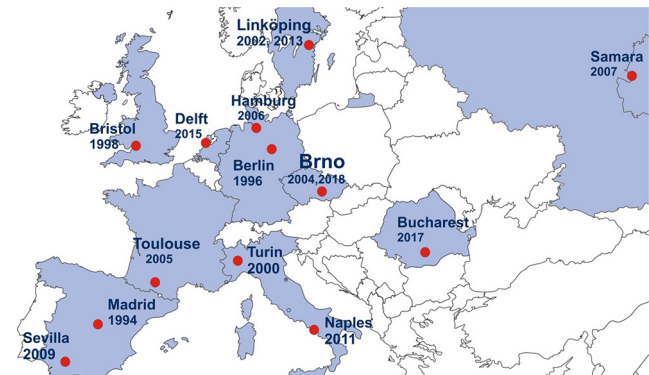 Linköping
2002, 2013
Samara
2007
Hamburg
2006
Delft
2015
Bristol
1998
Berlin
1996
Brno
2004,2018
Bucharest
2017
Toulouse
2005
Turin
2000
Madrid
1994
Naples
2011
Sevilla
2009